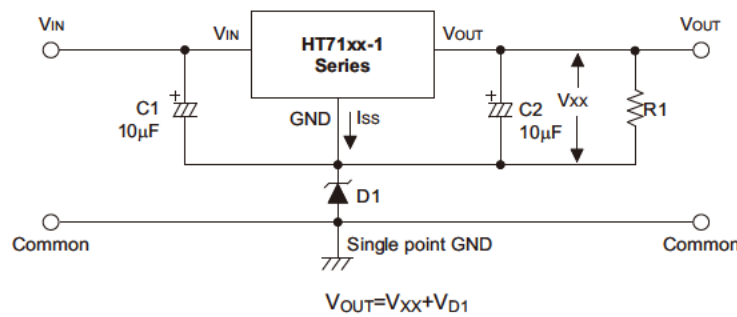 VIN
VIN
HT71xx-1
Series
VOUT
VOUT
C1
10μF
GND
ISS
C2
10μF
VXX
R1
D1
Common
Single point GND
Common
VOUT=VXX+VD1